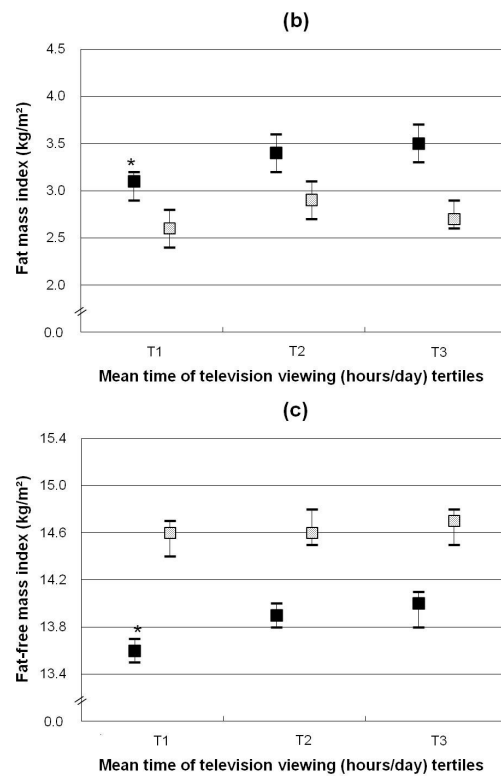 (b)
Fat mass index (kg/m²)
4.5
4.0
3.5
3.0
2.5
2.0
0.0
*
T1 T2 T3
Mean time of television viewing (hours/day) tertiles
(c)
Fat-free mass index (kg/m²)
15.4
15.0
14.6
14.2
13.8
13.4
0.0
*
T1 T2 T3
Mean time of television viewing (hours/day) tertiles